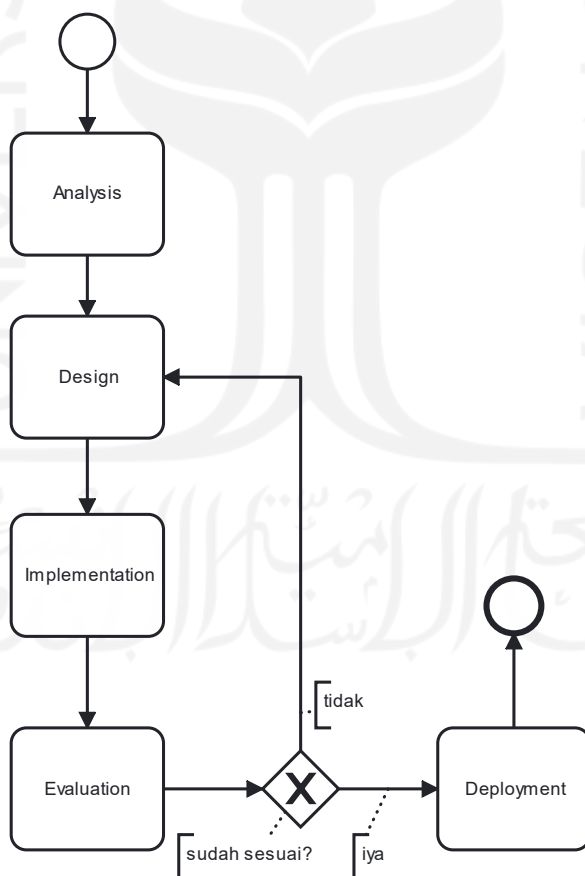 Analysis
Design
Implementation
tidak
Evaluation
X
Deployment
sudah sesuai?
iya